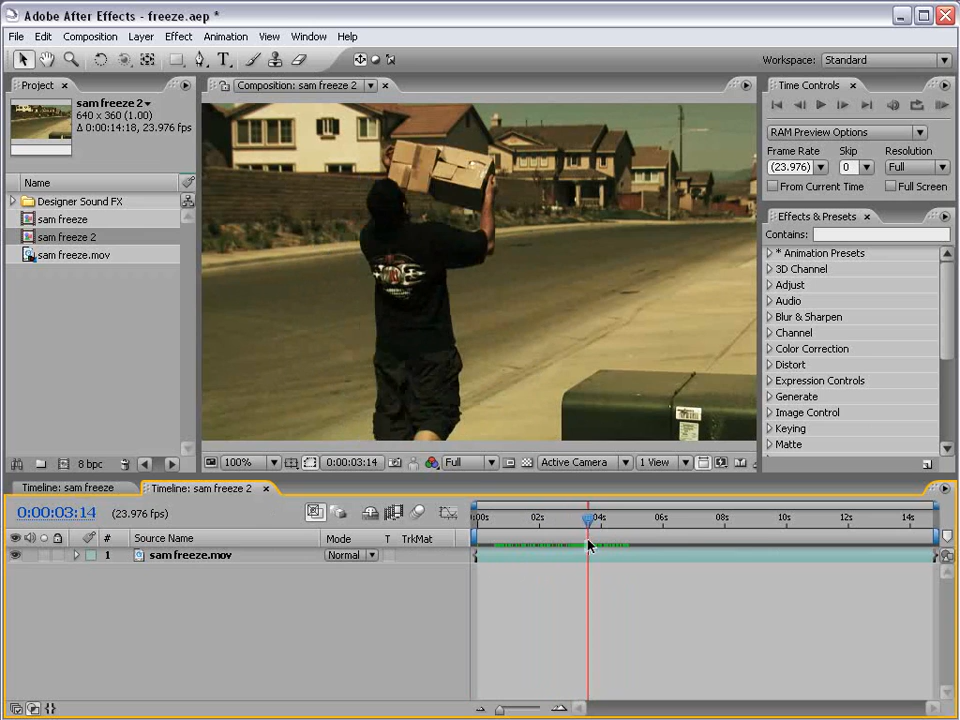 Adobe After Effects - freeze.aep *
File Edit Composition Layer Effect Animation View Window Help
Workspace: Standard
Project
sam freeze 2
640 x 360 (1.00)
Δ 0:00:14:18, 23.976 fps
Name
Designer Sound FX
sam freeze
sam freeze 2
sam freeze.mov
8 bpc
Composition: sam freeze 2
100% 0:00:03:14 Full Active Camera 1 View
Time Controls
RAM Preview Options
Frame Rate Skip Resolution
(23.976) 0 Full
From Current Time Full Screen
Effects & Presets
Contains:
* Animation Presets
3D Channel
Adjust
Audio
Blur & Sharpen
Channel
Color Correction
Distort
Expression Controls
Generate
Image Control
Keying
Matte
Timeline: sam freeze Timeline: sam freeze 2
0:00:03:14 (23.976 fps)
:00s 02s 04s 06s 08s 10s 12s 14s
# Source Name Mode T TrkMat
1 sam freeze.mov Normal